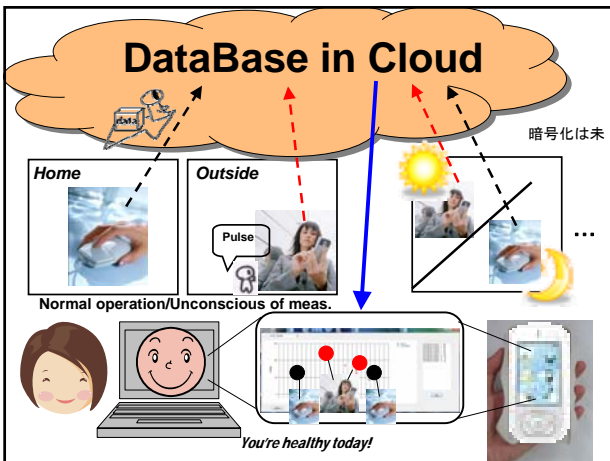 DataBase in Cloud
data
暗号化は未
Home
Outside
Pulse
...
Normal operation/Unconscious of meas.
You're healthy today!